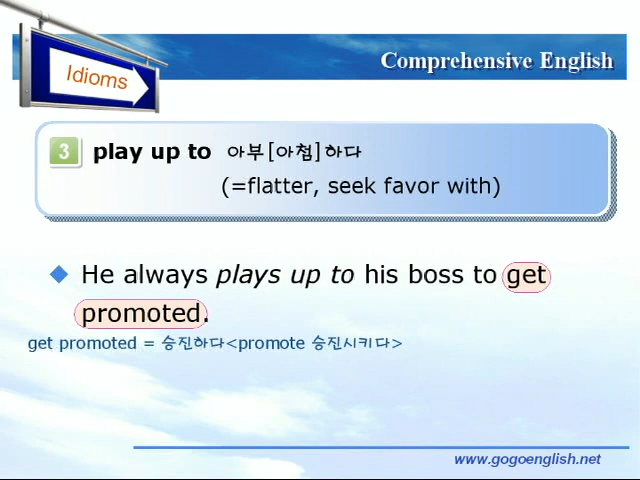 Idioms
Comprehensive English
3 play up to 아부[아첨]하다
(=flatter, seek favor with)
He always plays up to his boss to get
promoted.
get promoted = 승진하다<promote 승진시키다>
www.gogoenglish.net